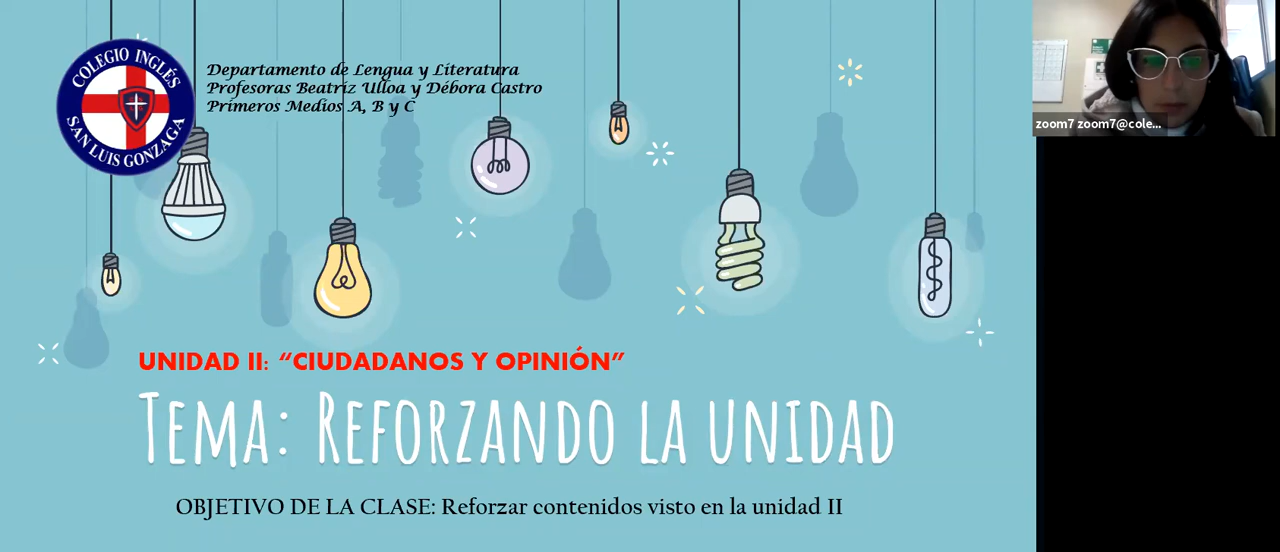 COLEGIO INGLÉS
SAN LUIS GONZAGA
Departamento de Lengua y Literatura
Profesoras Beatriz Ulloa y Débora Castro
Primeros Medios A, B y C
zoom7 zoom7@cole...
UNIDAD II: “CIUDADANOS Y OPINIÓN”
Tema: Reforzando la unidad
OBJETIVO DE LA CLASE: Reforzar contenidos visto en la unidad II